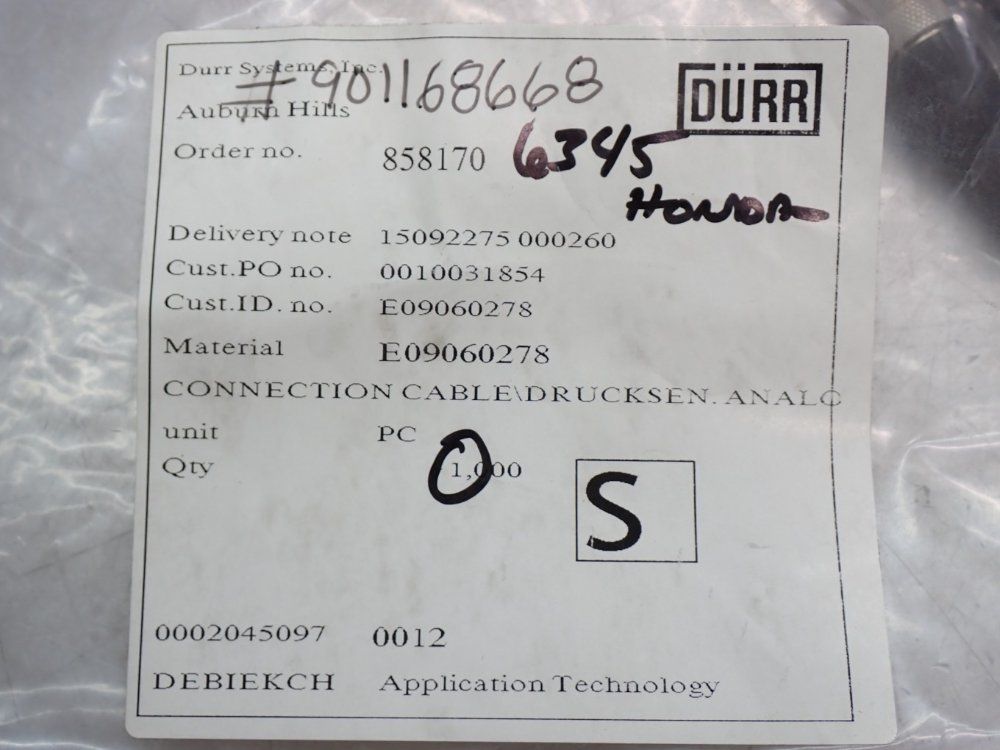 Durr Systems, Inc.
#901168668
DÜRR
Auburn Hills
Order no. 858170 6345
HONDA
Delivery note 15092275 000260
Cust.PO no. 0010031854
Cust.ID. no. E09060278
Material E09060278
CONNECTION CABLE\DRUCKSEN. ANALO
unit PC
Qty 1,000
S
0002045097 0012
DEBIEKCH Application Technology